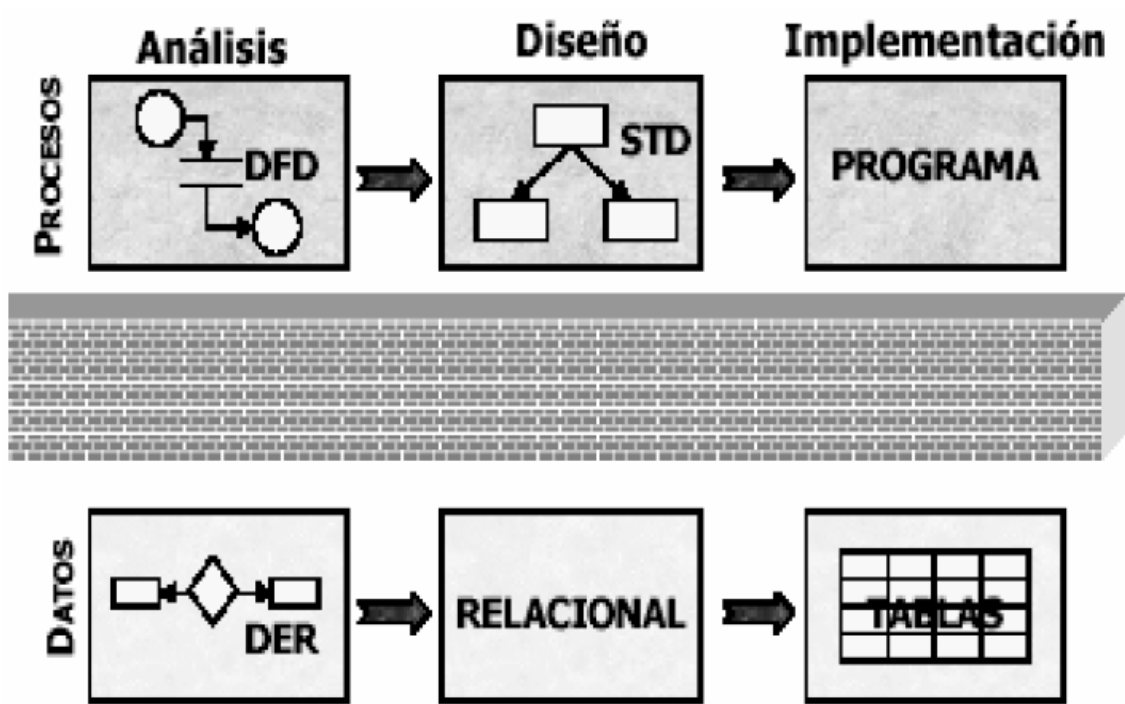 Análisis
Diseño
Implementación
PROCESOS
DFD
STD
PROGRAMA
DATOS
DER
RELACIONAL
TABLAS